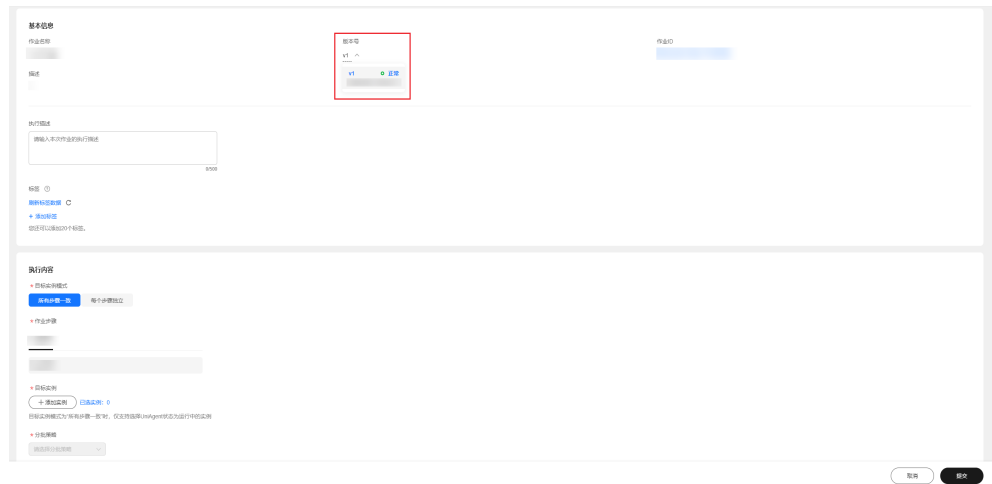 基本信息
作业名称
版本号
作业ID
v1
v1 正常
描述
执行描述
请输入本次作业的执行描述
0/500
标签
刷新标签数据
+ 添加标签
您还可以添加20个标签。
执行内容
* 目标实例模式
所有步骤一致 每个步骤独立
* 作业步骤
* 目标实例
+ 添加实例 已选实例：0
目标实例模式为“所有步骤一致”时，仅支持选择UniAgent状态为运行中的实例
* 分批策略
请选择分批策略
取消 提交